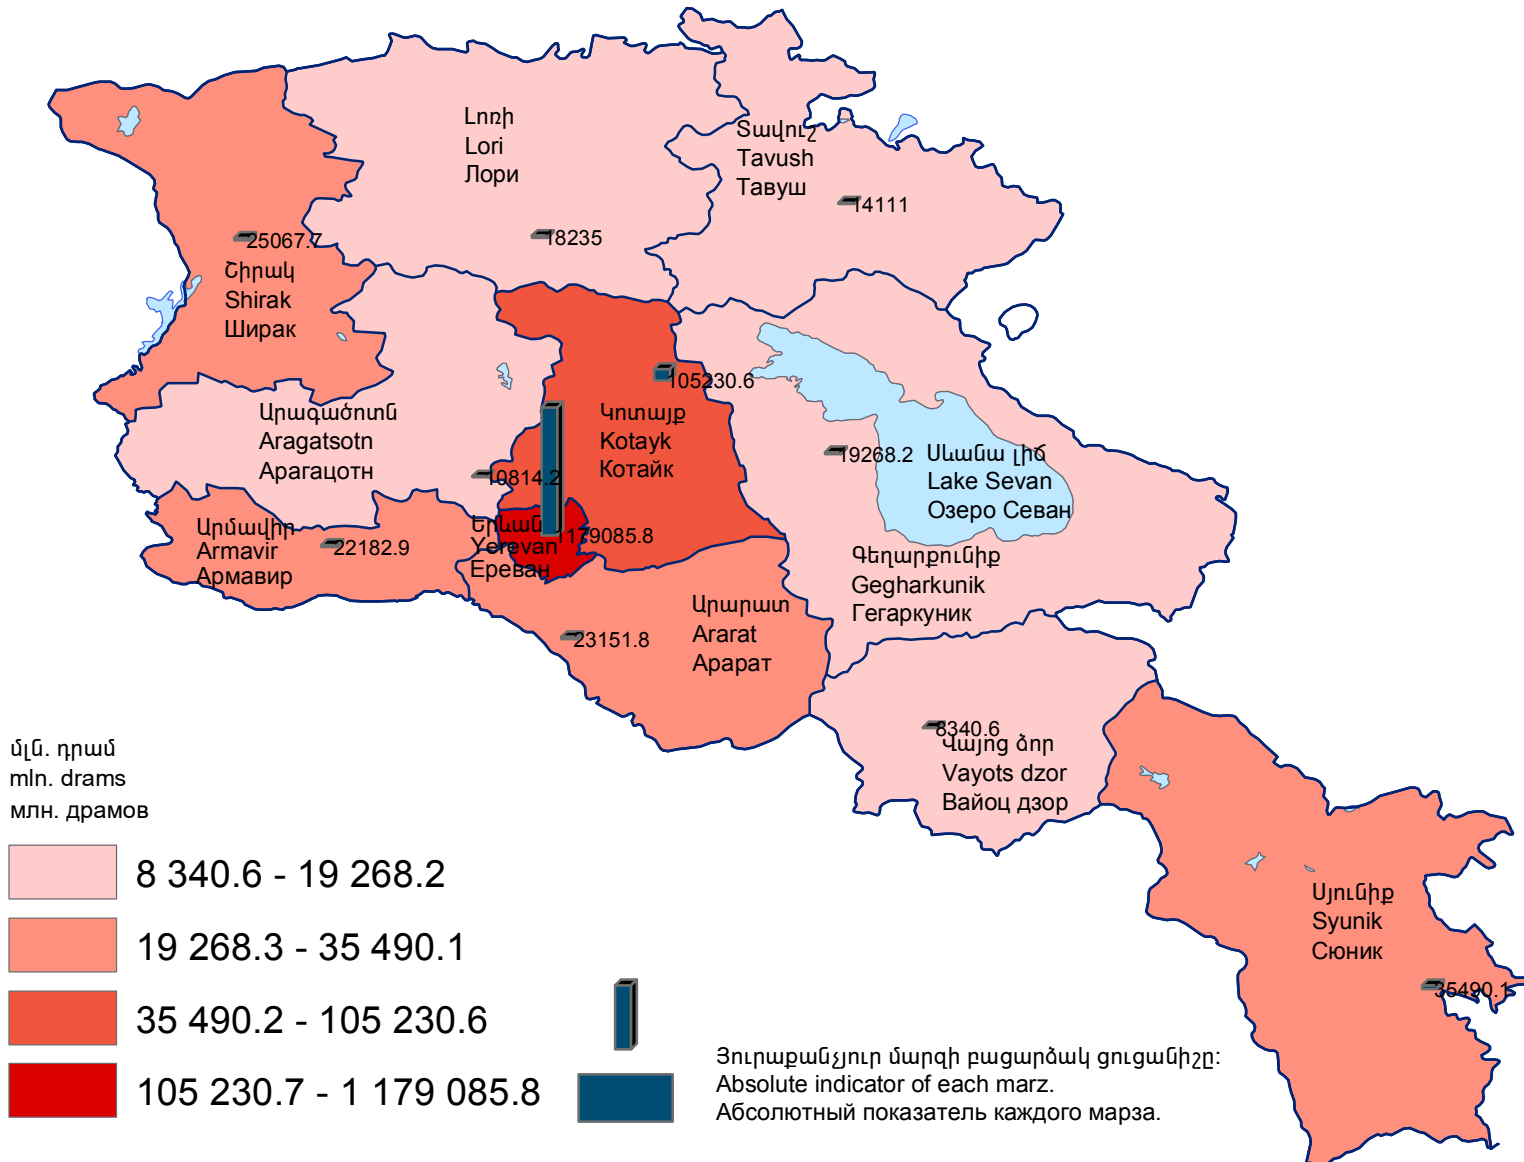 Լոռի
Lori
Лори
Տավուշ
Tavush
Тавуш
14111
25067.7
18235
Շիրակ
Shirak
Ширак
105230.6
Արագածոտն
Aragatsotn
Арагацотн
Կոտայք
Kotayk
Котайк
19268.2
Սևանա լիճ
Lake Sevan
Озеро Севан
10814.2
Արմավիր
Armavir
Армавир
22182.9
Երևան
Yerevan
Ереван
1179085.8
Գեղարքունիք
Gegharkunik
Гегаркуник
Արարատ
Ararat
Арарат
23151.8
8340.6
Վայոց ձոր
Vayots dzor
Вайоц дзор
մլն. դրամ
mln. drams
млн. драмов
8 340.6 - 19 268.2
19 268.3 - 35 490.1
35 490.2 - 105 230.6
105 230.7 - 1 179 085.8
Սյունիք
Syunik
Сюник
35490.1
Յուրաքանչյուր մարզի բացարձակ ցուցանիշը:
Absolute indicator of each marz.
Абсолютный показатель каждого марза.